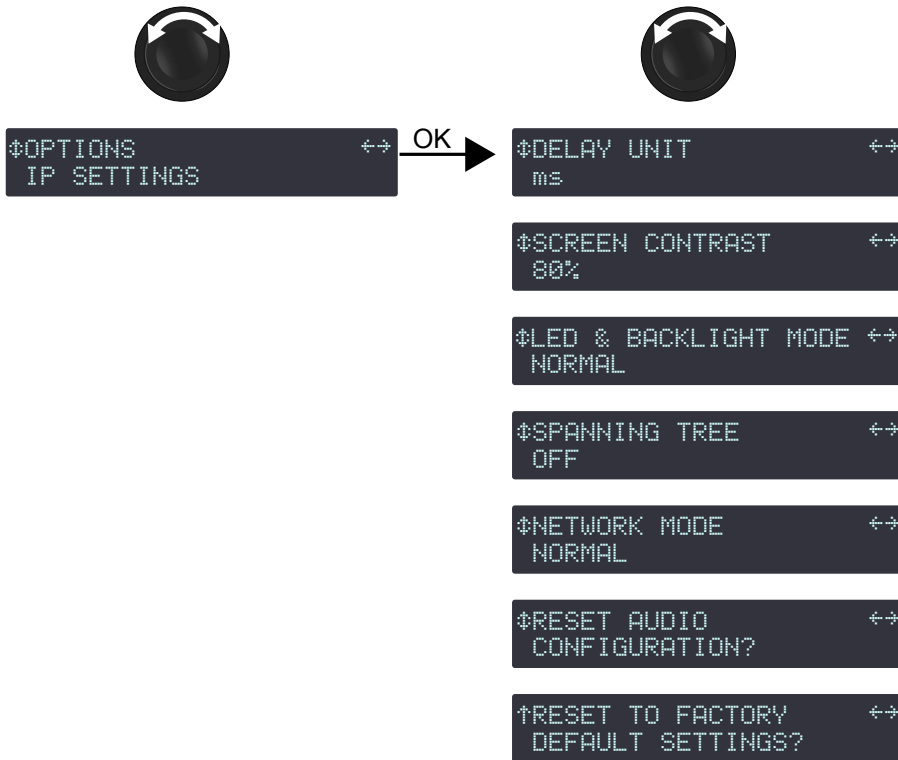 ↕OPTIONS ↔
IP SETTINGS
OK
↕DELAY UNIT ↔
ms
↕SCREEN CONTRAST ↔
80%
↕LED & BACKLIGHT MODE ↔
NORMAL
↕SPANNING TREE ↔
OFF
↕NETWORK MODE ↔
NORMAL
↕RESET AUDIO ↔
CONFIGURATION?
↑RESET TO FACTORY ↔
DEFAULT SETTINGS?